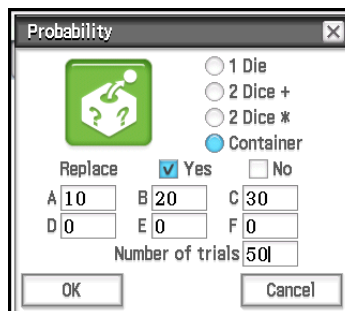 Probability
1 Die
2 Dice +
2 Dice *
Container
? ?
Replace Yes No
A 10 B 20 C 30
D 0 E 0 F 0
Number of trials 50
OK Cancel